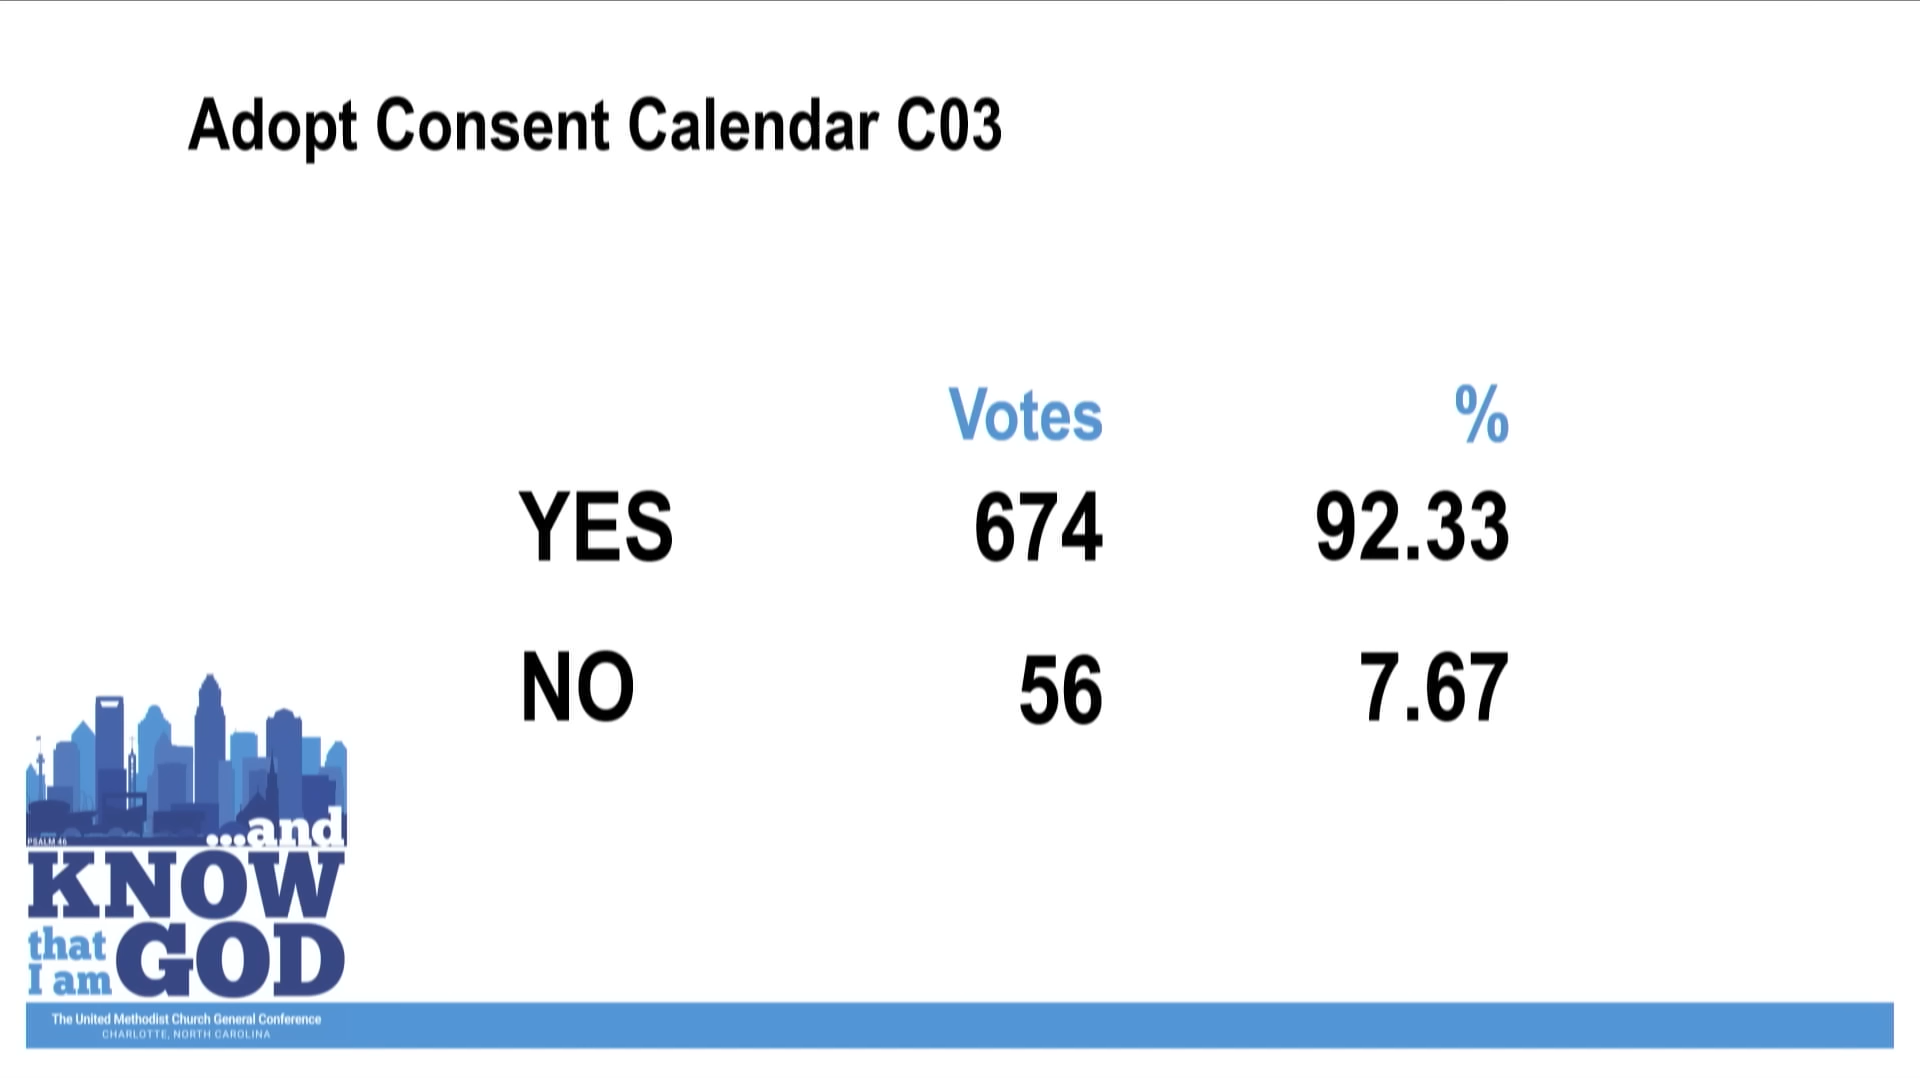 Adopt Consent Calendar C03
Votes %
YES 674 92.33
NO 56 7.67
PSALM 46
...and
KNOW
that
I am
GOD
The United Methodist Church General Conference
CHARLOTTE, NORTH CAROLINA